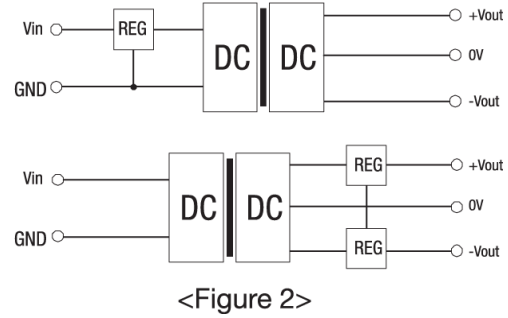 Vin REG DC DC +Vout
0V
GND -Vout
Vin DC DC REG +Vout
0V
GND REG -Vout
<Figure 2>